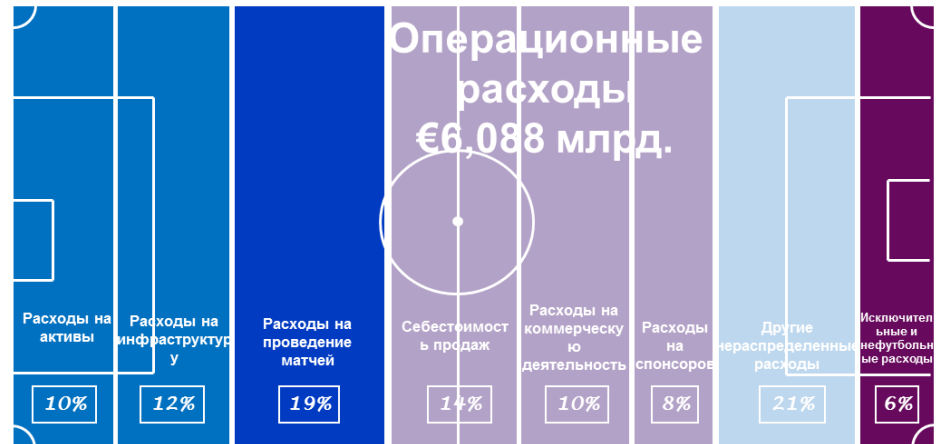 Операционные
расходы
€6,088 млрд.
Расходы на
активы
10%
Расходы на
инфраструктур
у
12%
Расходы на
проведение
матчей
19%
Себестоимост
ь продаж
14%
Расходы на
коммерческу
ю
деятельность
10%
Расходы
на
спонсоров
8%
Другие
нераспределенные
расходы
21%
Исключител
ьные и
нефутбольн
ые расходы
6%